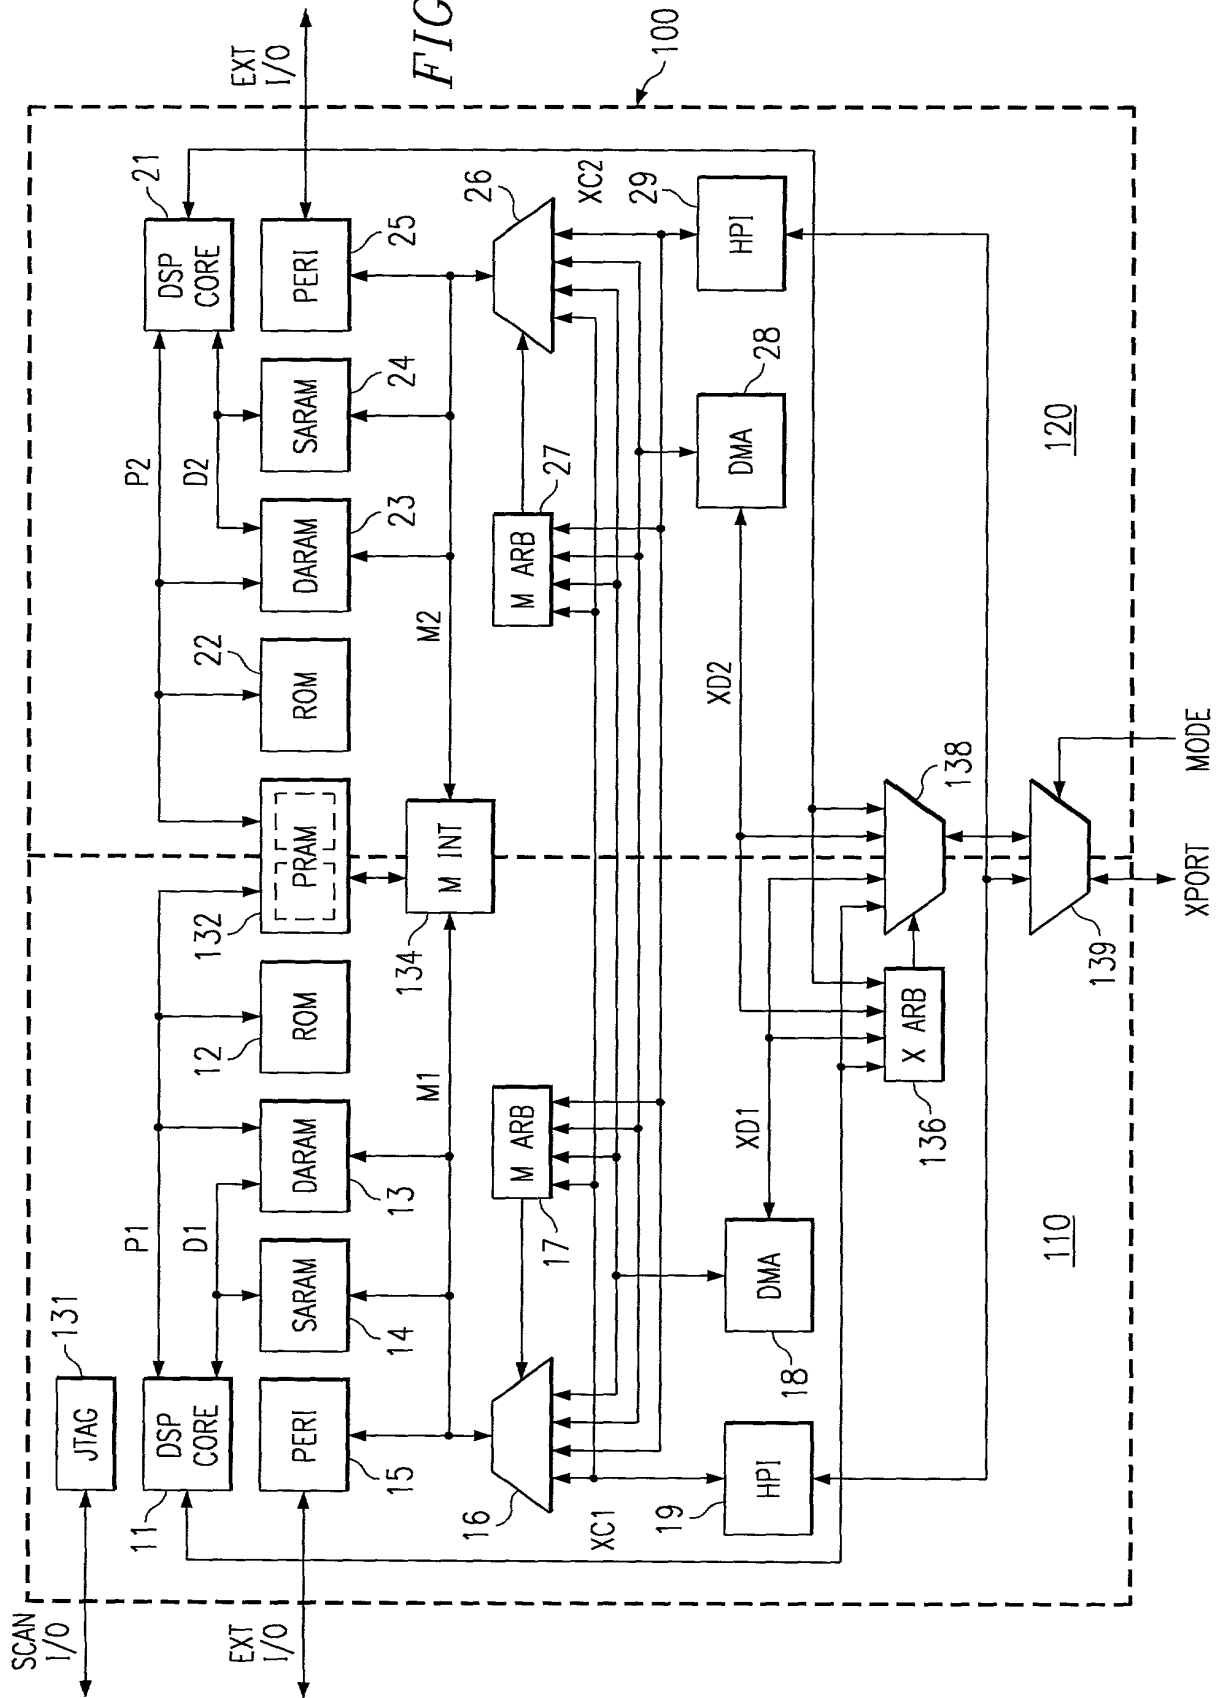 SCAN
I/O
EXT
I/O
JTAG
131
DSP
CORE
11
P1
D1
PERI
15
SARAM
14
DARAM
13
ROM
12
PRAM
132
M INT
134
M1
M2
ROM
22
DARAM
23
SARAM
24
PERI
25
DSP
CORE
21
P2
D2
EXT
I/O
FIG
100
16
M ARB
17
M ARB
27
26
XC1
XC2
HPI
19
DMA
18
DMA
28
HPI
29
XD1
XD2
X ARB
136
138
139
110
120
XPORT
MODE